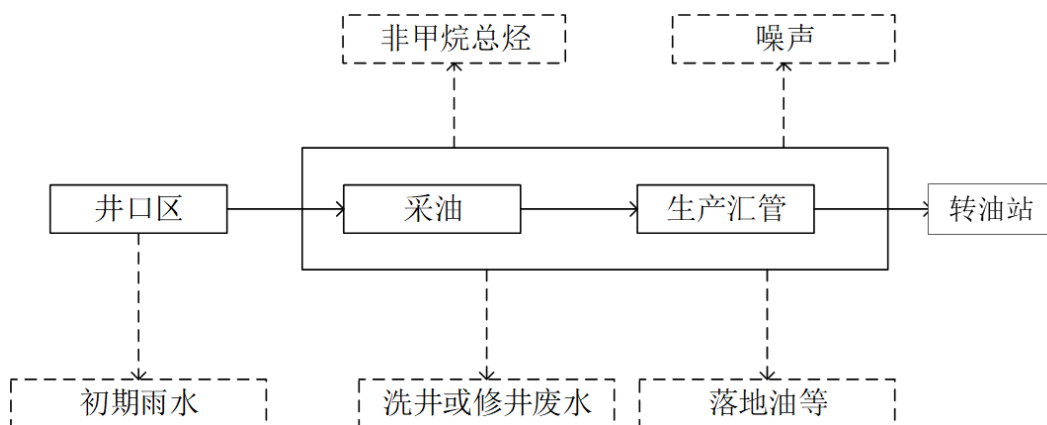 非甲烷总烃
噪声
井口区
采油
生产汇管
转油站
初期雨水
洗井或修井废水
落地油等